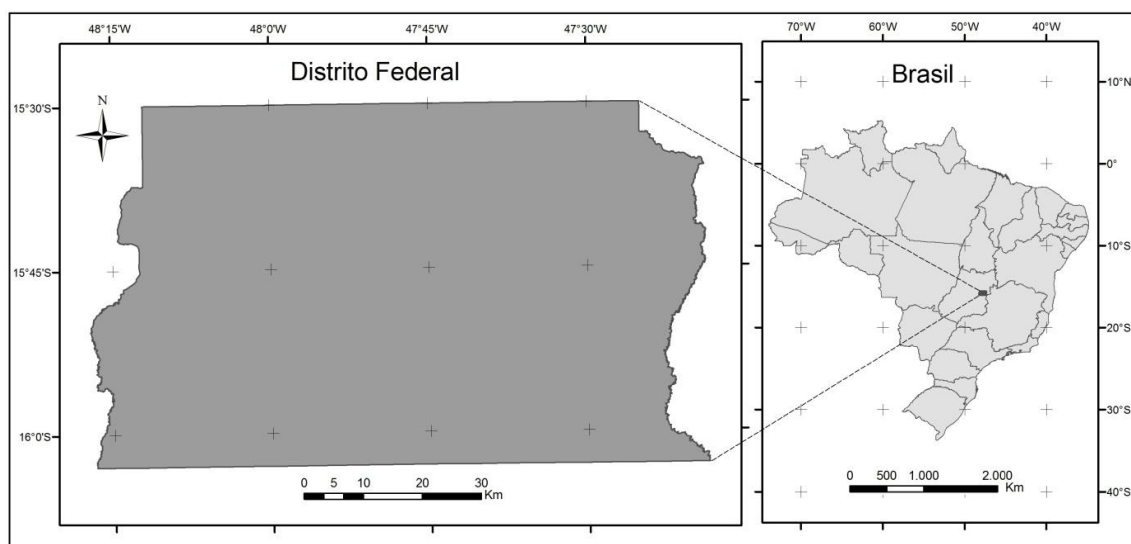 48°15'W 48°0'W 47°45'W 47°30'W
Distrito Federal
N
15°30'S
15°45'S
16°0'S
0 5 10 20 30
Km
70°W 60°W 50°W 40°W
Brasil
10°N
0°
10°S
20°S
30°S
40°S
0 500 1.000 2.000
Km